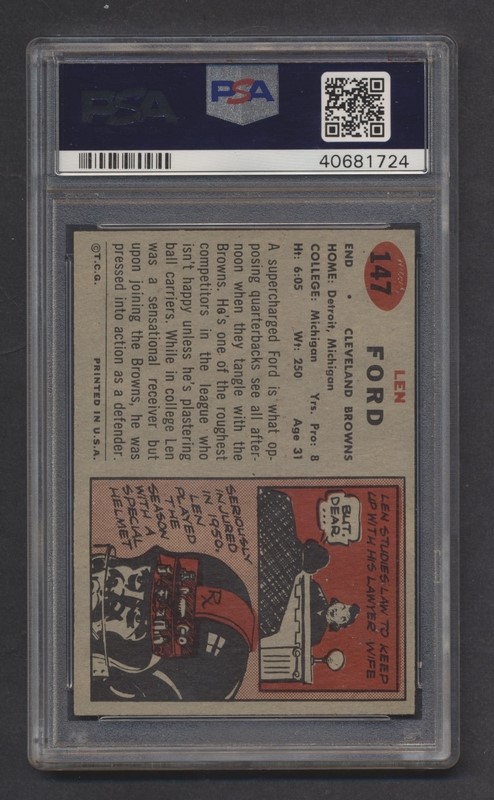 PSA
PSA
40681724
147
LEN
FORD
END • CLEVELAND BROWNS
HOME: Detroit, Michigan
COLLEGE: Michigan Yrs. Pro: 8
Ht: 6:05 Wt: 250 Age 31
A supercharged Ford is what op-
posing quarterbacks see all after-
noon when they tangle with the
Browns. He's one of the roughest
competitors in the league who
isn't happy unless he's plastering
ball carriers. While in college Len
was a sensational receiver but
upon joining the Browns, he was
pressed into action as a defender.
©T.C.G. PRINTED IN U.S.A.
LEN STUDIES LAW TO KEEP
UP WITH HIS LAWYER WIFE
BUT,
DEAR
...
SERIOUSLY
INJURED
IN 1950,
LEN
PLAYED
THE
SEASON
WITH A
SPECIAL
HELMET
R